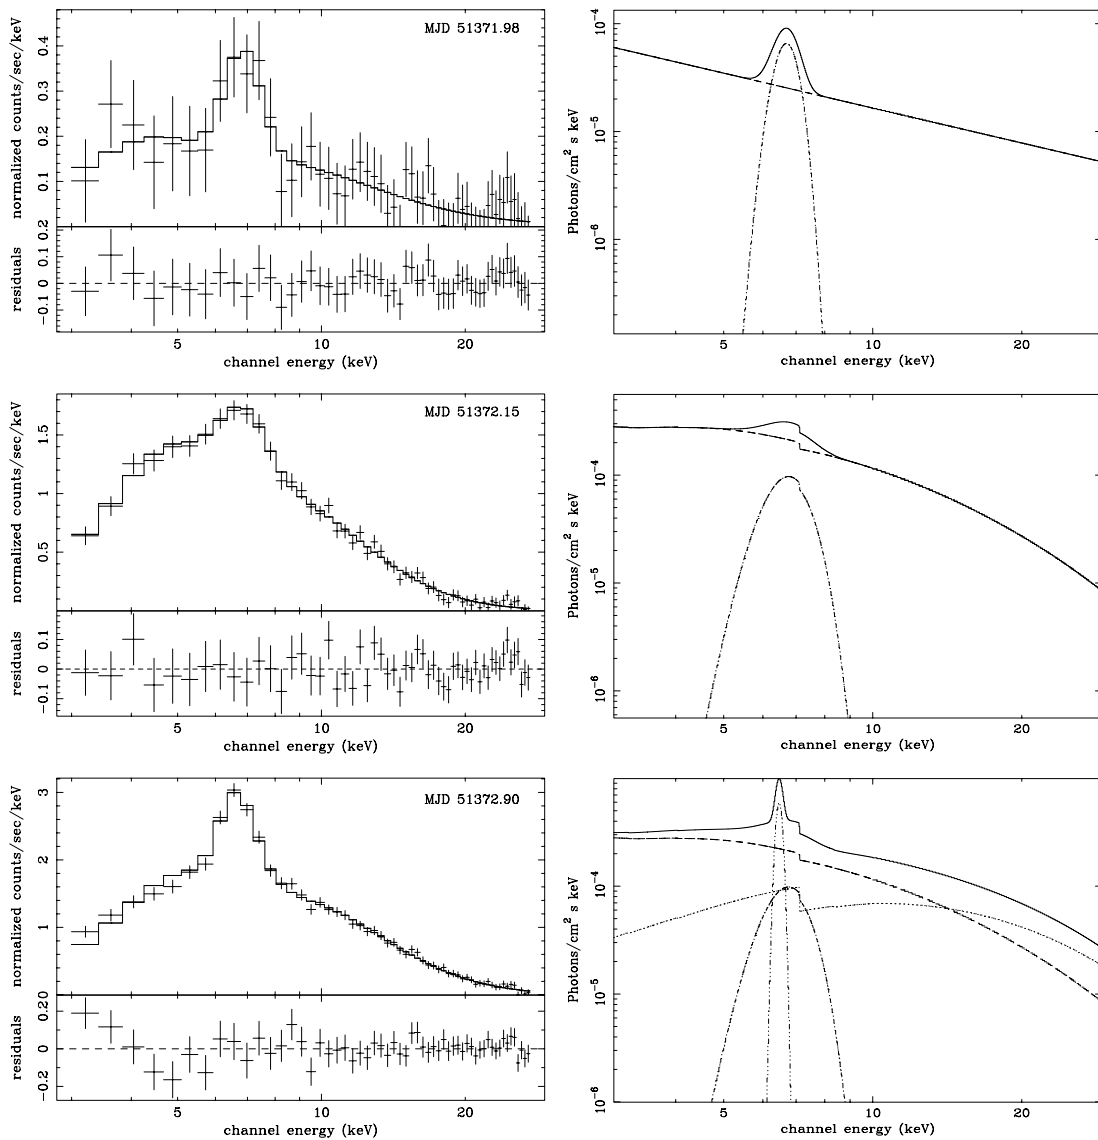 MJD 51371.98
normalized counts/sec/keV
0.4
0.3
0.2
0.1
0.2
0.1
0
−0.1
residuals
5
10
20
channel energy (keV)
Photons/cm² s keV
10⁻⁴
10⁻⁵
10⁻⁶
5
10
20
channel energy (keV)
MJD 51372.15
normalized counts/sec/keV
1.5
1
0.5
0.1
0
−0.1
residuals
5
10
20
channel energy (keV)
Photons/cm² s keV
10⁻⁴
10⁻⁵
10⁻⁶
5
10
20
channel energy (keV)
MJD 51372.90
normalized counts/sec/keV
3
2
1
0
0.2
0
−0.2
residuals
5
10
20
channel energy (keV)
Photons/cm² s keV
10⁻⁴
10⁻⁵
10⁻⁶
5
10
20
channel energy (keV)